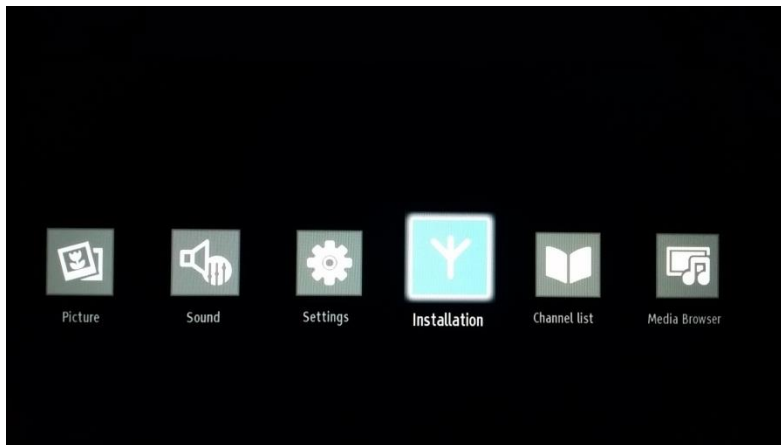 Picture
Sound
Settings
Installation
Channel list
Media Browser